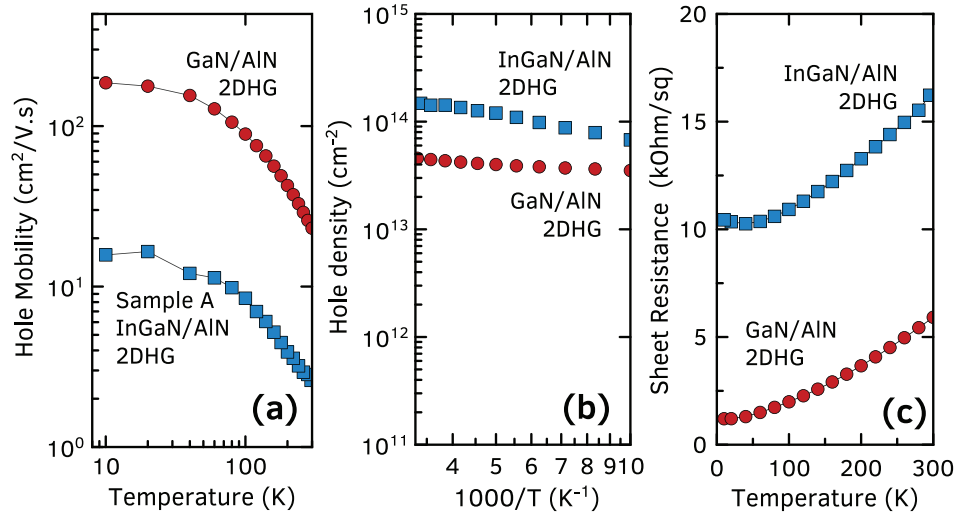 Hole Mobility (cm²/V.s)
10²
10¹
10⁰
GaN/AlN
2DHG
Sample A
InGaN/AlN
2DHG
(a)
10
100
Temperature (K)
Hole density (cm⁻²)
10¹⁵
10¹⁴
10¹³
10¹²
10¹¹
InGaN/AlN
2DHG
GaN/AlN
2DHG
(b)
4 5 6 7 8 910
1000/T (K⁻¹)
Sheet Resistance (kOhm/sq)
20
15
10
5
0
InGaN/AlN
2DHG
GaN/AlN
2DHG
(c)
0 100 200 300
Temperature (K)